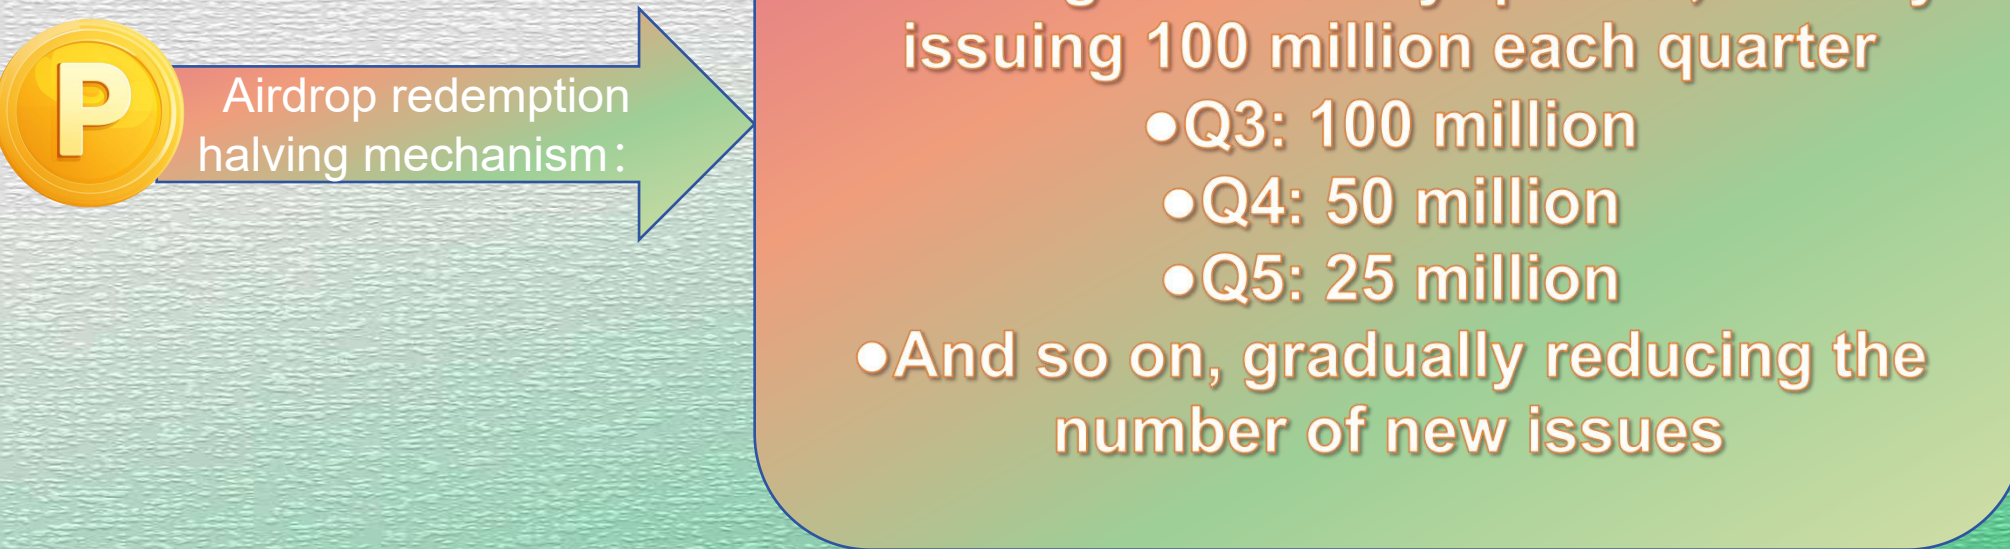 P
Airdrop redemption
halving mechanism：
issuing 100 million each quarter
●Q3: 100 million
●Q4: 50 million
●Q5: 25 million
●And so on, gradually reducing the
number of new issues